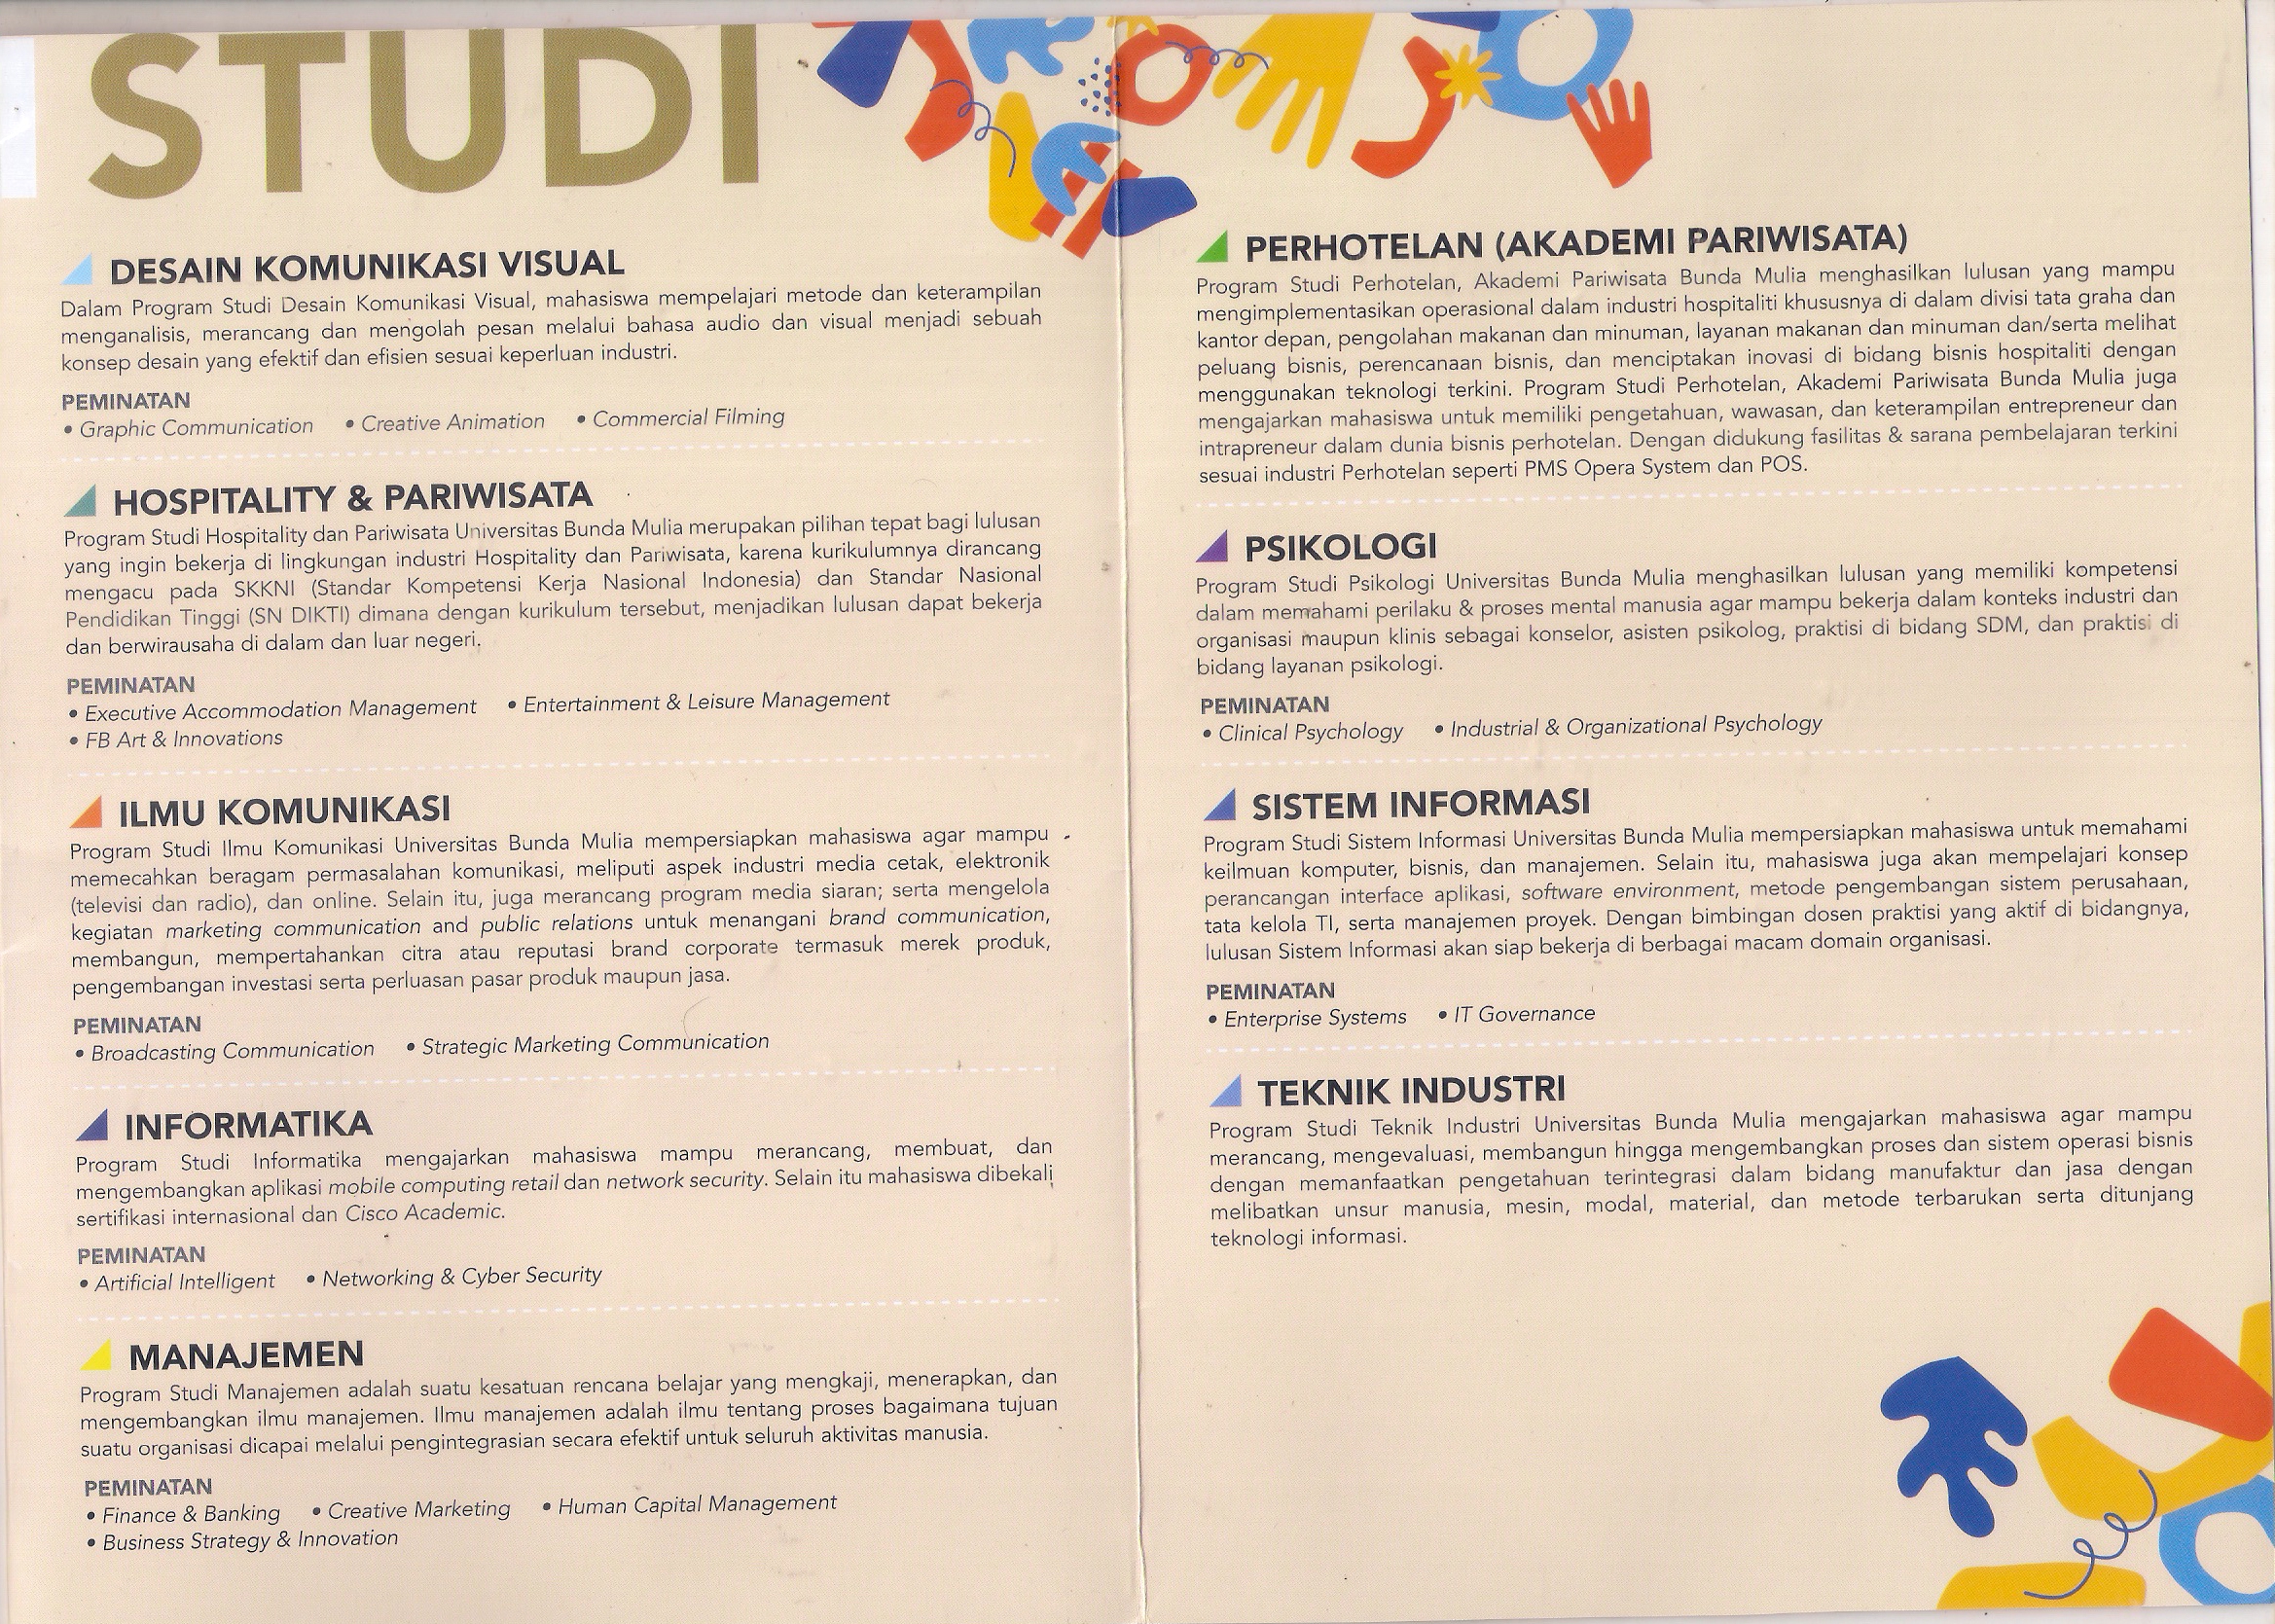 STUDI
DESAIN KOMUNIKASI VISUAL
Dalam Program Studi Desain Komunikasi Visual, mahasiswa mempelajari metode dan keterampilan
menganalisis, merancang dan mengolah pesan melalui bahasa audio dan visual menjadi sebuah
konsep desain yang efektif dan efisien sesuai keperluan industri.
PEMINATAN
• Graphic Communication • Creative Animation • Commercial Filming
HOSPITALITY & PARIWISATA
Program Studi Hospitality dan Pariwisata Universitas Bunda Mulia merupakan pilihan tepat bagi lulusan
yang ingin bekerja di lingkungan industri Hospitality dan Pariwisata, karena kurikulumnya dirancang
mengacu pada SKKNI (Standar Kompetensi Kerja Nasional Indonesia) dan Standar Nasional
Pendidikan Tinggi (SN DIKTI) dimana dengan kurikulum tersebut, menjadikan lulusan dapat bekerja
dan berwirausaha di dalam dan luar negeri.
PEMINATAN
• Executive Accommodation Management • Entertainment & Leisure Management
• FB Art & Innovations
ILMU KOMUNIKASI
Program Studi Ilmu Komunikasi Universitas Bunda Mulia mempersiapkan mahasiswa agar mampu
memecahkan beragam permasalahan komunikasi, meliputi aspek industri media cetak, elektronik
(televisi dan radio), dan online. Selain itu, juga merancang program media siaran; serta mengelola
kegiatan marketing communication and public relations untuk menangani brand communication,
membangun, mempertahankan citra atau reputasi brand corporate termasuk merek produk,
pengembangan investasi serta perluasan pasar produk maupun jasa.
PEMINATAN
• Broadcasting Communication • Strategic Marketing Communication
INFORMATIKA
Program Studi Informatika mengajarkan mahasiswa mampu merancang, membuat, dan
mengembangkan aplikasi mobile computing retail dan network security. Selain itu mahasiswa dibekali
sertifikasi internasional dan Cisco Academic.
PEMINATAN
• Artificial Intelligent • Networking & Cyber Security
MANAJEMEN
Program Studi Manajemen adalah suatu kesatuan rencana belajar yang mengkaji, menerapkan, dan
mengembangkan ilmu manajemen. Ilmu manajemen adalah ilmu tentang proses bagaimana tujuan
suatu organisasi dicapai melalui pengintegrasian secara efektif untuk seluruh aktivitas manusia.
PEMINATAN
• Finance & Banking • Creative Marketing • Human Capital Management
• Business Strategy & Innovation
PERHOTELAN (AKADEMI PARIWISATA)
Program Studi Perhotelan, Akademi Pariwisata Bunda Mulia menghasilkan lulusan yang mampu
mengimplementasikan operasional dalam industri hospitaliti khususnya di dalam divisi tata graha dan
kantor depan, pengolahan makanan dan minuman, layanan makanan dan minuman dan/serta melihat
peluang bisnis, perencanaan bisnis, dan menciptakan inovasi di bidang bisnis hospitaliti dengan
menggunakan teknologi terkini. Program Studi Perhotelan, Akademi Pariwisata Bunda Mulia juga
mengajarkan mahasiswa untuk memiliki pengetahuan, wawasan, dan keterampilan entrepreneur dan
intrapreneur dalam dunia bisnis perhotelan. Dengan didukung fasilitas & sarana pembelajaran terkini
sesuai industri Perhotelan seperti PMS Opera System dan POS.
PSIKOLOGI
Program Studi Psikologi Universitas Bunda Mulia menghasilkan lulusan yang memiliki kompetensi
dalam memahami perilaku & proses mental manusia agar mampu bekerja dalam konteks industri dan
organisasi maupun klinis sebagai konselor, asisten psikolog, praktisi di bidang SDM, dan praktisi di
bidang layanan psikologi.
PEMINATAN
• Clinical Psychology • Industrial & Organizational Psychology
SISTEM INFORMASI
Program Studi Sistem Informasi Universitas Bunda Mulia mempersiapkan mahasiswa untuk memahami
keilmuan komputer, bisnis, dan manajemen. Selain itu, mahasiswa juga akan mempelajari konsep
perancangan interface aplikasi, software environment, metode pengembangan sistem perusahaan,
tata kelola TI, serta manajemen proyek. Dengan bimbingan dosen praktisi yang aktif di bidangnya,
lulusan Sistem Informasi akan siap bekerja di berbagai macam domain organisasi.
PEMINATAN
• Enterprise Systems • IT Governance
TEKNIK INDUSTRI
Program Studi Teknik Industri Universitas Bunda Mulia mengajarkan mahasiswa agar mampu
merancang, mengevaluasi, membangun hingga mengembangkan proses dan sistem operasi bisnis
dengan memanfaatkan pengetahuan terintegrasi dalam bidang manufaktur dan jasa dengan
melibatkan unsur manusia, mesin, modal, material, dan metode terbarukan serta ditunjang
teknologi informasi.